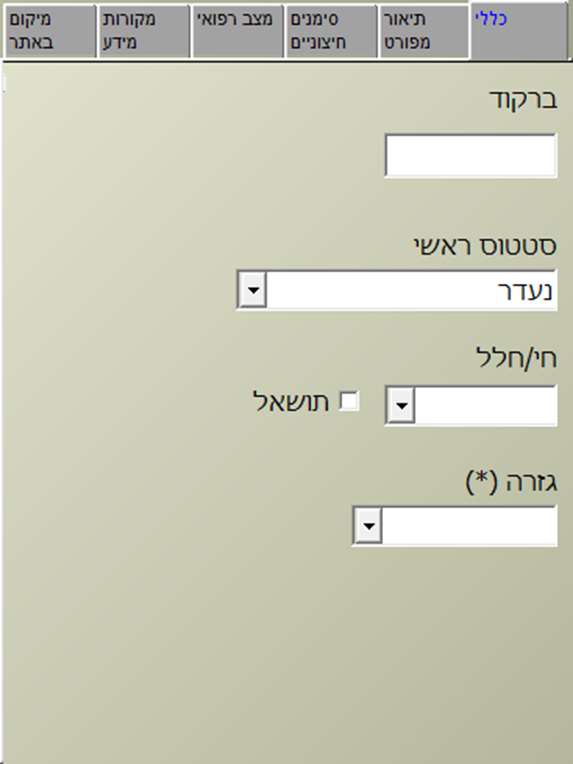 כללי
תיאור
מפורט
סימנים
חיצוניים
מצב רפואי
מקורות
מידע
מיקום
באתר
ברקוד
סטטוס ראשי
נעדר
חי/חלל
תושאל
גזרה (*)